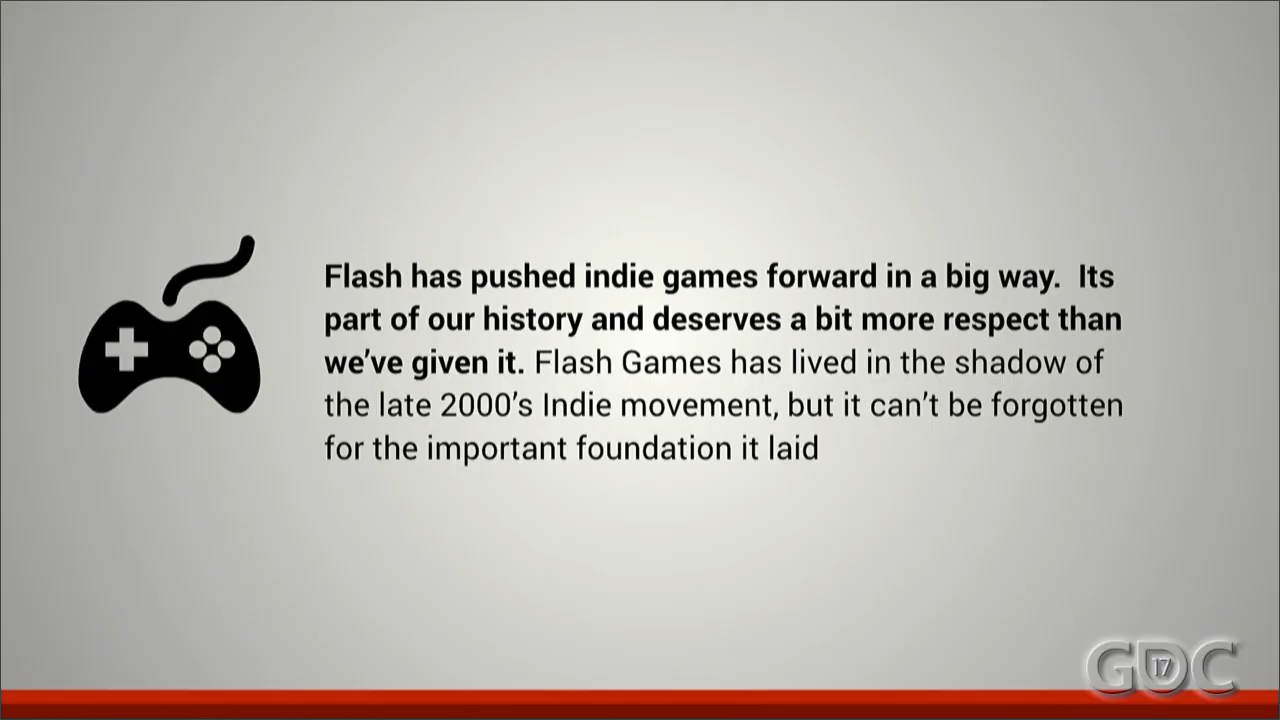 Flash has pushed indie games forward in a big way.  Its
part of our history and deserves a bit more respect than
we've given it. Flash Games has lived in the shadow of
the late 2000's Indie movement, but it can't be forgotten
for the important foundation it laid
GDC 17